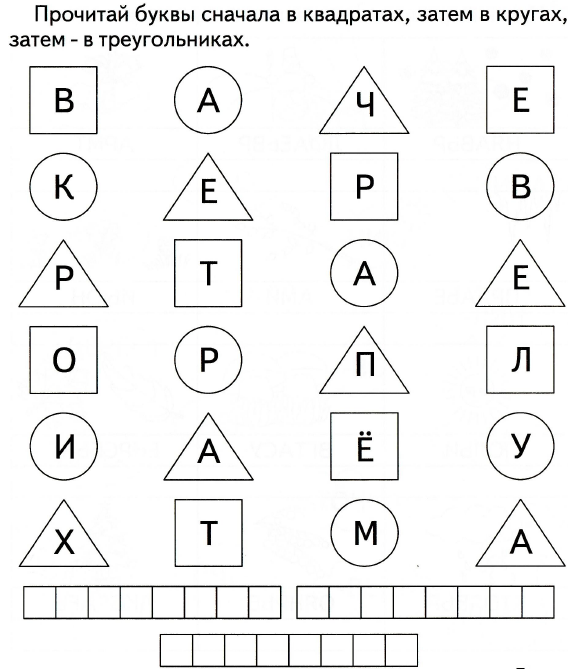 Прочитай буквы сначала в квадратах, затем в кругах,
затем - в треугольниках.
В А Ч Е
К Е Р В
Р Т А Е
О Р П Л
И А Ё У
Х Т М А